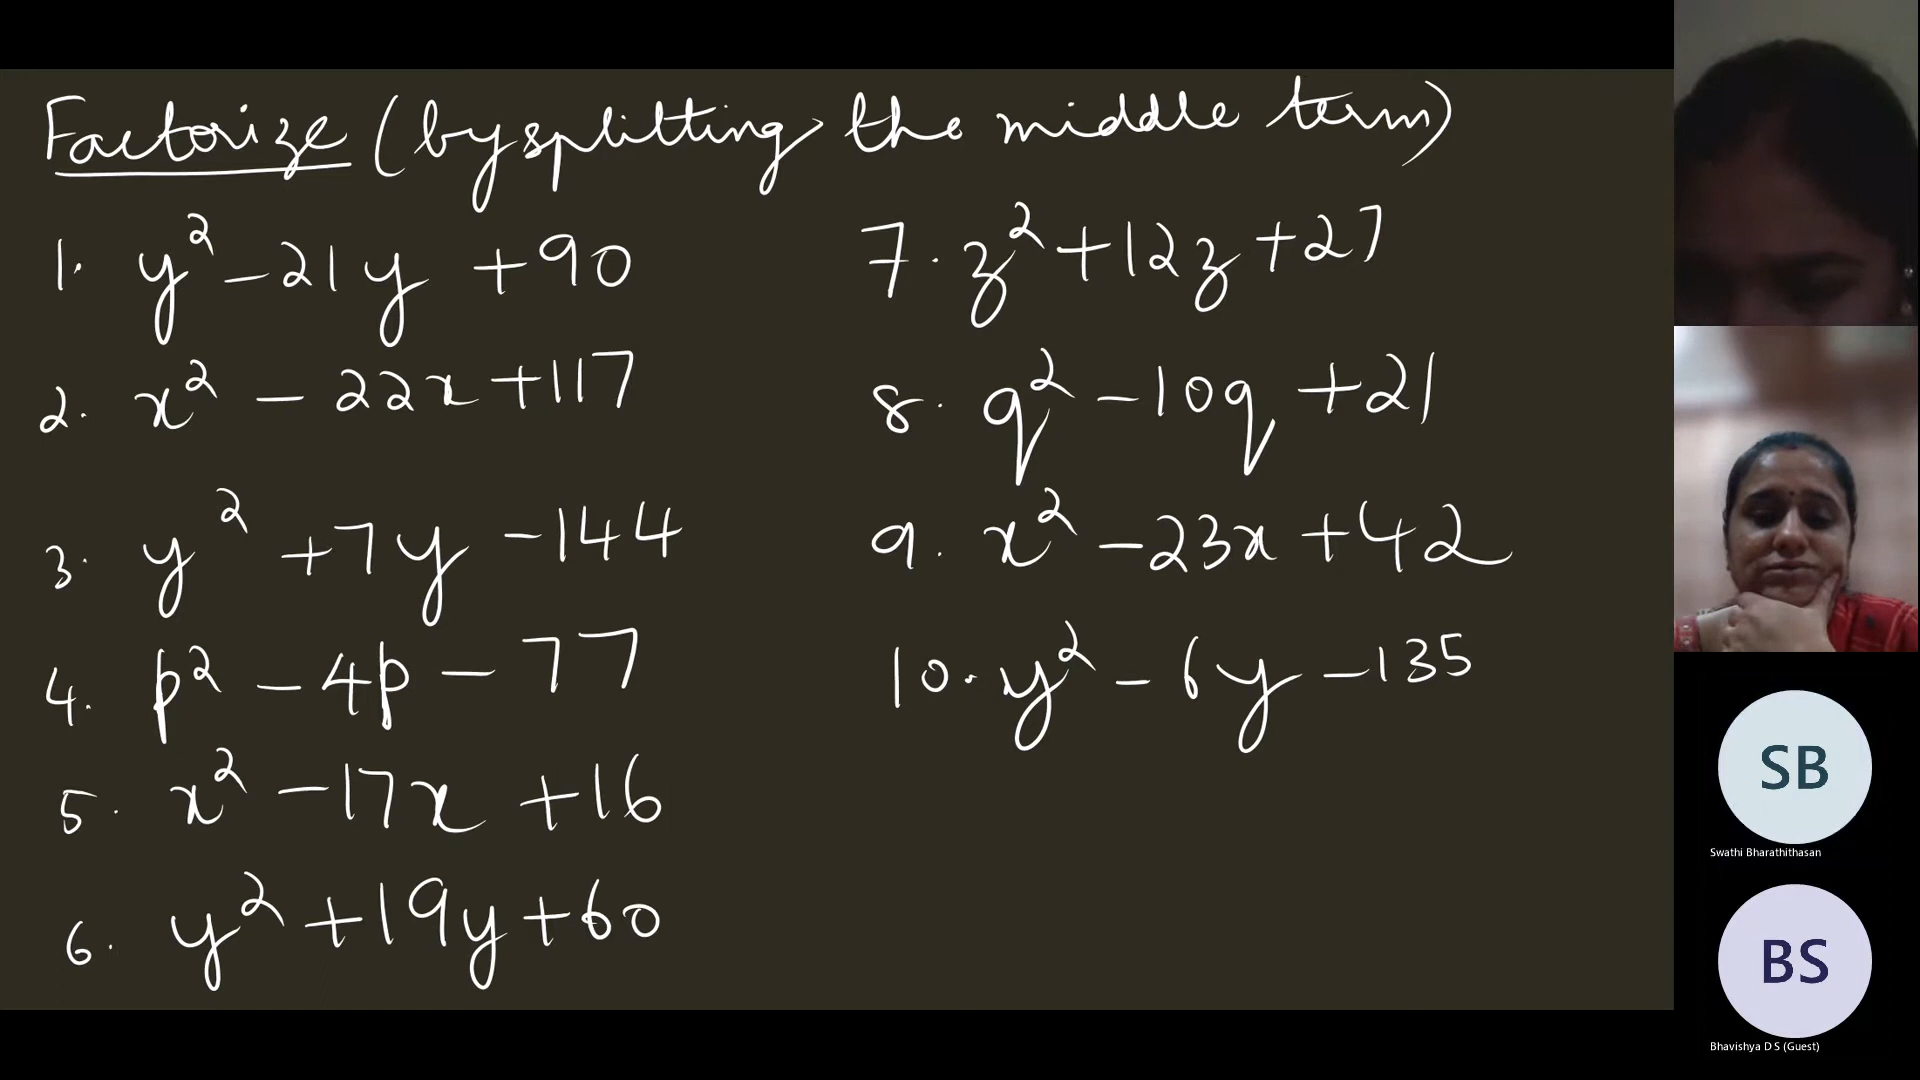 Factorize (by splitting the middle term)
1. y² - 21y + 90
2. x² - 22x + 117
3. y² + 7y - 144
4. p² - 4p - 77
5. x² - 17x + 16
6. y² + 19y + 60
7. z² + 12z + 27
8. q² - 10q + 21
9. x² - 23x + 42
10. y² - 6y - 135
SB
Swathi Bharathithasan
BS
Bhavishya D S (Guest)